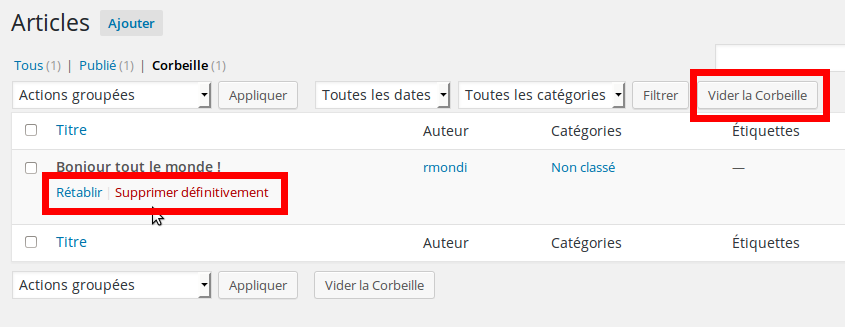 Articles Ajouter
Tous (1) | Publié (1) | Corbeille (1)
Actions groupées Appliquer Toutes les dates Toutes les catégories Filtrer Vider la Corbeille
Titre Auteur Catégories Étiquettes
Bonjour tout le monde ! rmondi Non classé —
Rétablir | Supprimer définitivement
Titre Auteur Catégories Étiquettes
Actions groupées Appliquer Vider la Corbeille